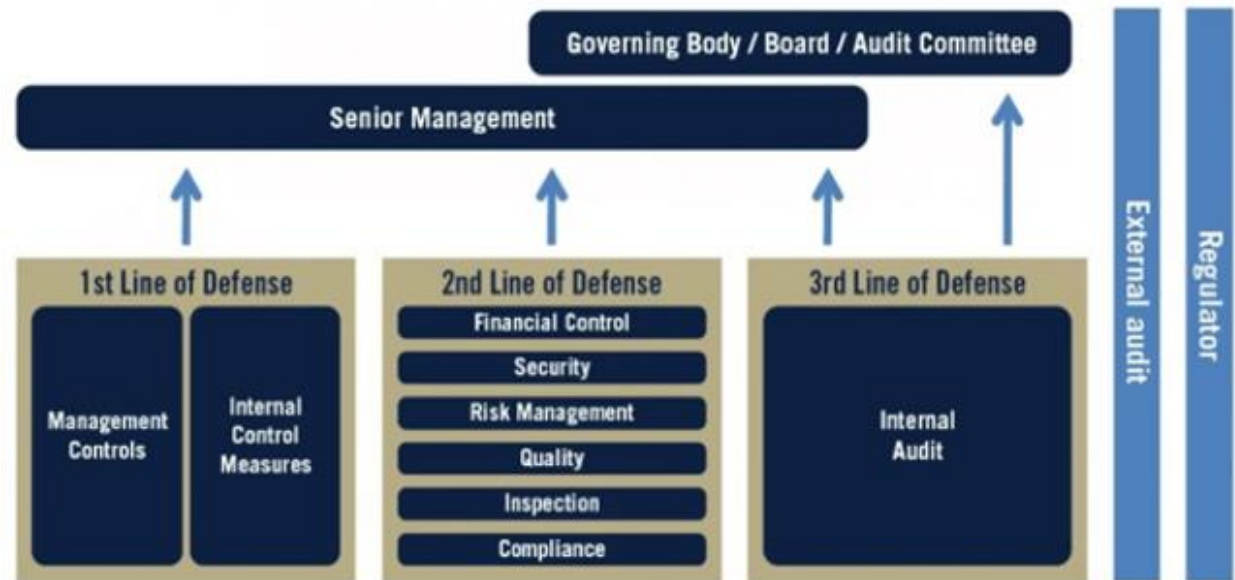 Governing Body / Board / Audit Committee
Senior Management
1st Line of Defense
Management
Controls
Internal
Control
Measures
2nd Line of Defense
Financial Control
Security
Risk Management
Quality
Inspection
Compliance
3rd Line of Defense
Internal
Audit
External audit
Regulator